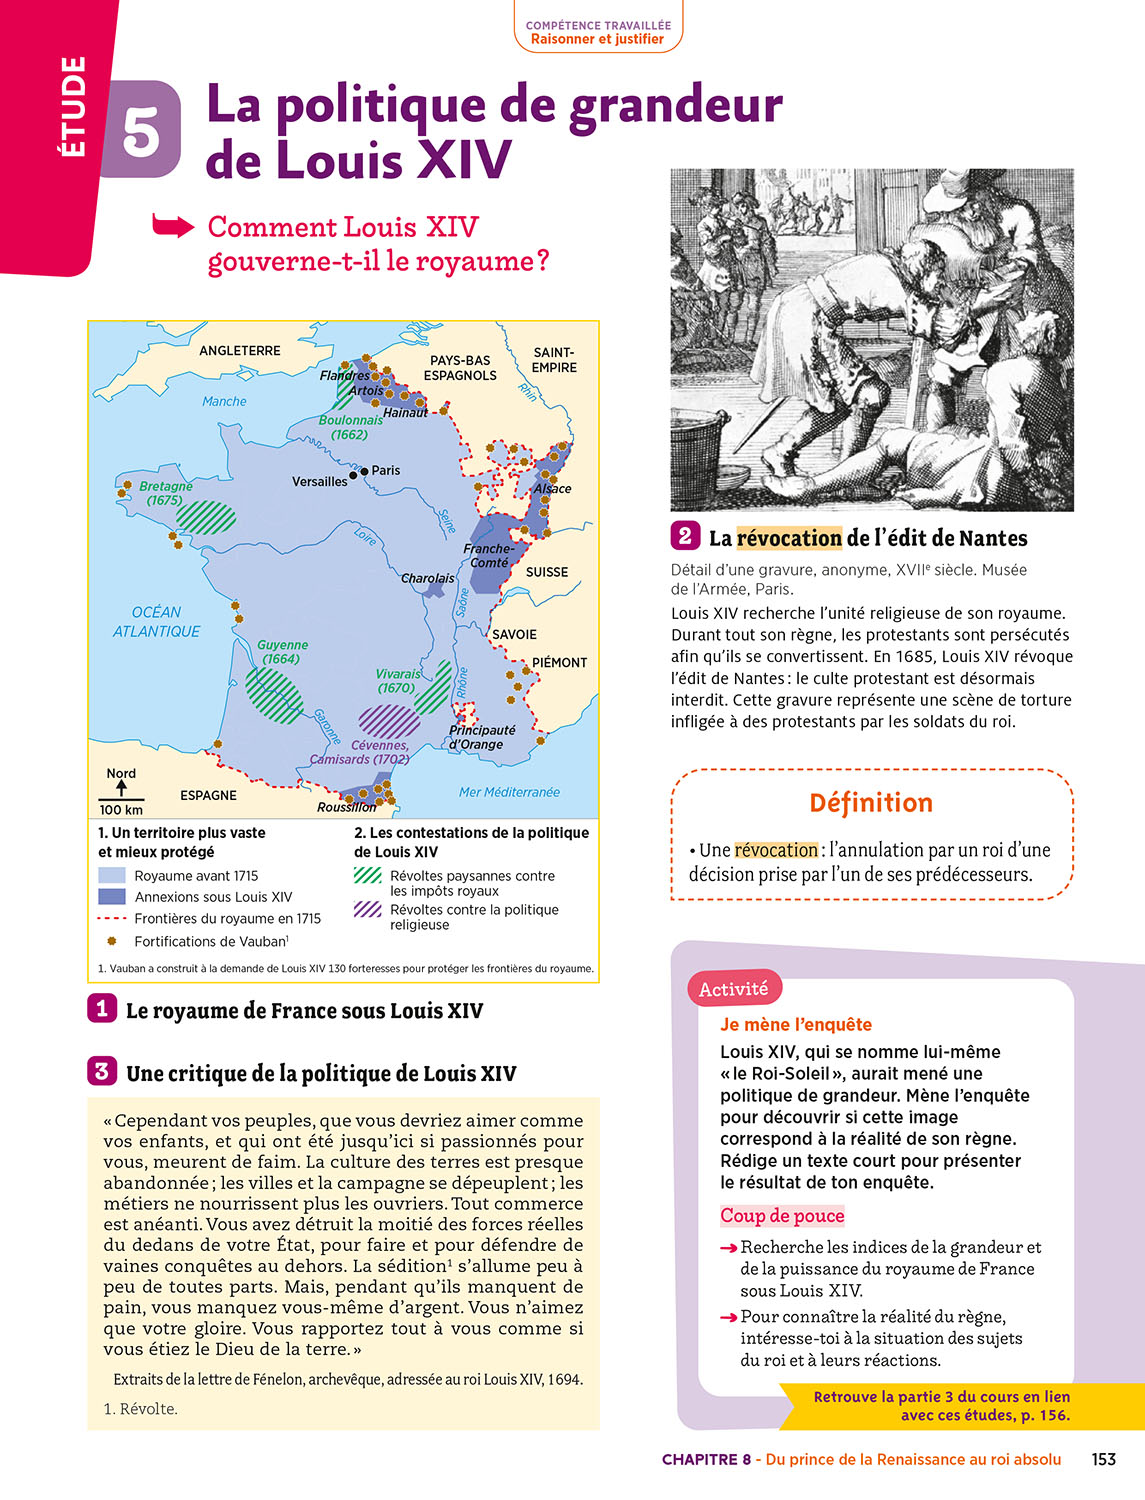 COMPÉTENCE TRAVAILLÉE
Raisonner et justifier
ÉTUDE
5
La politique de grandeur
de Louis XIV
Comment Louis XIV
gouverne-t-il le royaume ?
ANGLETERRE
PAYS-BAS
ESPAGNOLS
SAINT-
EMPIRE
Rhin
Manche
Flandres
Artois
Hainaut
Boulonnais
(1662)
Paris
Versailles
Bretagne
(1675)
Alsace
Seine
Loire
Franche-
Comté
Charolais
SUISSE
Saône
OCÉAN
ATLANTIQUE
SAVOIE
Guyenne
(1664)
PIÉMONT
Vivarais
(1670)
Rhône
Garonne
Principauté
d'Orange
Cévennes,
Camisards (1702)
Nord
100 km
ESPAGNE
Roussillon
Mer Méditerranée
1. Un territoire plus vaste
et mieux protégé
Royaume avant 1715
Annexions sous Louis XIV
Frontières du royaume en 1715
Fortifications de Vauban¹
2. Les contestations de la politique
de Louis XIV
Révoltes paysannes contre
les impôts royaux
Révoltes contre la politique
religieuse
1. Vauban a construit à la demande de Louis XIV 130 forteresses pour protéger les frontières du royaume.
1 Le royaume de France sous Louis XIV
3 Une critique de la politique de Louis XIV
« Cependant vos peuples, que vous devriez aimer comme
vos enfants, et qui ont été jusqu'ici si passionnés pour
vous, meurent de faim. La culture des terres est presque
abandonnée ; les villes et la campagne se dépeuplent ; les
métiers ne nourrissent plus les ouvriers. Tout commerce
est anéanti. Vous avez détruit la moitié des forces réelles
du dedans de votre État, pour faire et pour défendre de
vaines conquêtes au dehors. La sédition¹ s'allume peu à
peu de toutes parts. Mais, pendant qu'ils manquent de
pain, vous manquez vous-même d'argent. Vous n'aimez
que votre gloire. Vous rapportez tout à vous comme si
vous étiez le Dieu de la terre. »
Extraits de la lettre de Fénelon, archevêque, adressée au roi Louis XIV, 1694.
1. Révolte.
2 La révocation de l'édit de Nantes
Détail d'une gravure, anonyme, XVIIe siècle. Musée
de l'Armée, Paris.
Louis XIV recherche l'unité religieuse de son royaume.
Durant tout son règne, les protestants sont persécutés
afin qu'ils se convertissent. En 1685, Louis XIV révoque
l'édit de Nantes : le culte protestant est désormais
interdit. Cette gravure représente une scène de torture
infligée à des protestants par les soldats du roi.
Définition
• Une révocation : l'annulation par un roi d'une
décision prise par l'un de ses prédécesseurs.
Activité
Je mène l'enquête
Louis XIV, qui se nomme lui-même
« le Roi-Soleil », aurait mené une
politique de grandeur. Mène l'enquête
pour découvrir si cette image
correspond à la réalité de son règne.
Rédige un texte court pour présenter
le résultat de ton enquête.
Coup de pouce
Recherche les indices de la grandeur et
de la puissance du royaume de France
sous Louis XIV.
Pour connaître la réalité du règne,
intéresse-toi à la situation des sujets
du roi et à leurs réactions.
Retrouve la partie 3 du cours en lien
avec ces études, p. 156.
CHAPITRE 8 - Du prince de la Renaissance au roi absolu 153